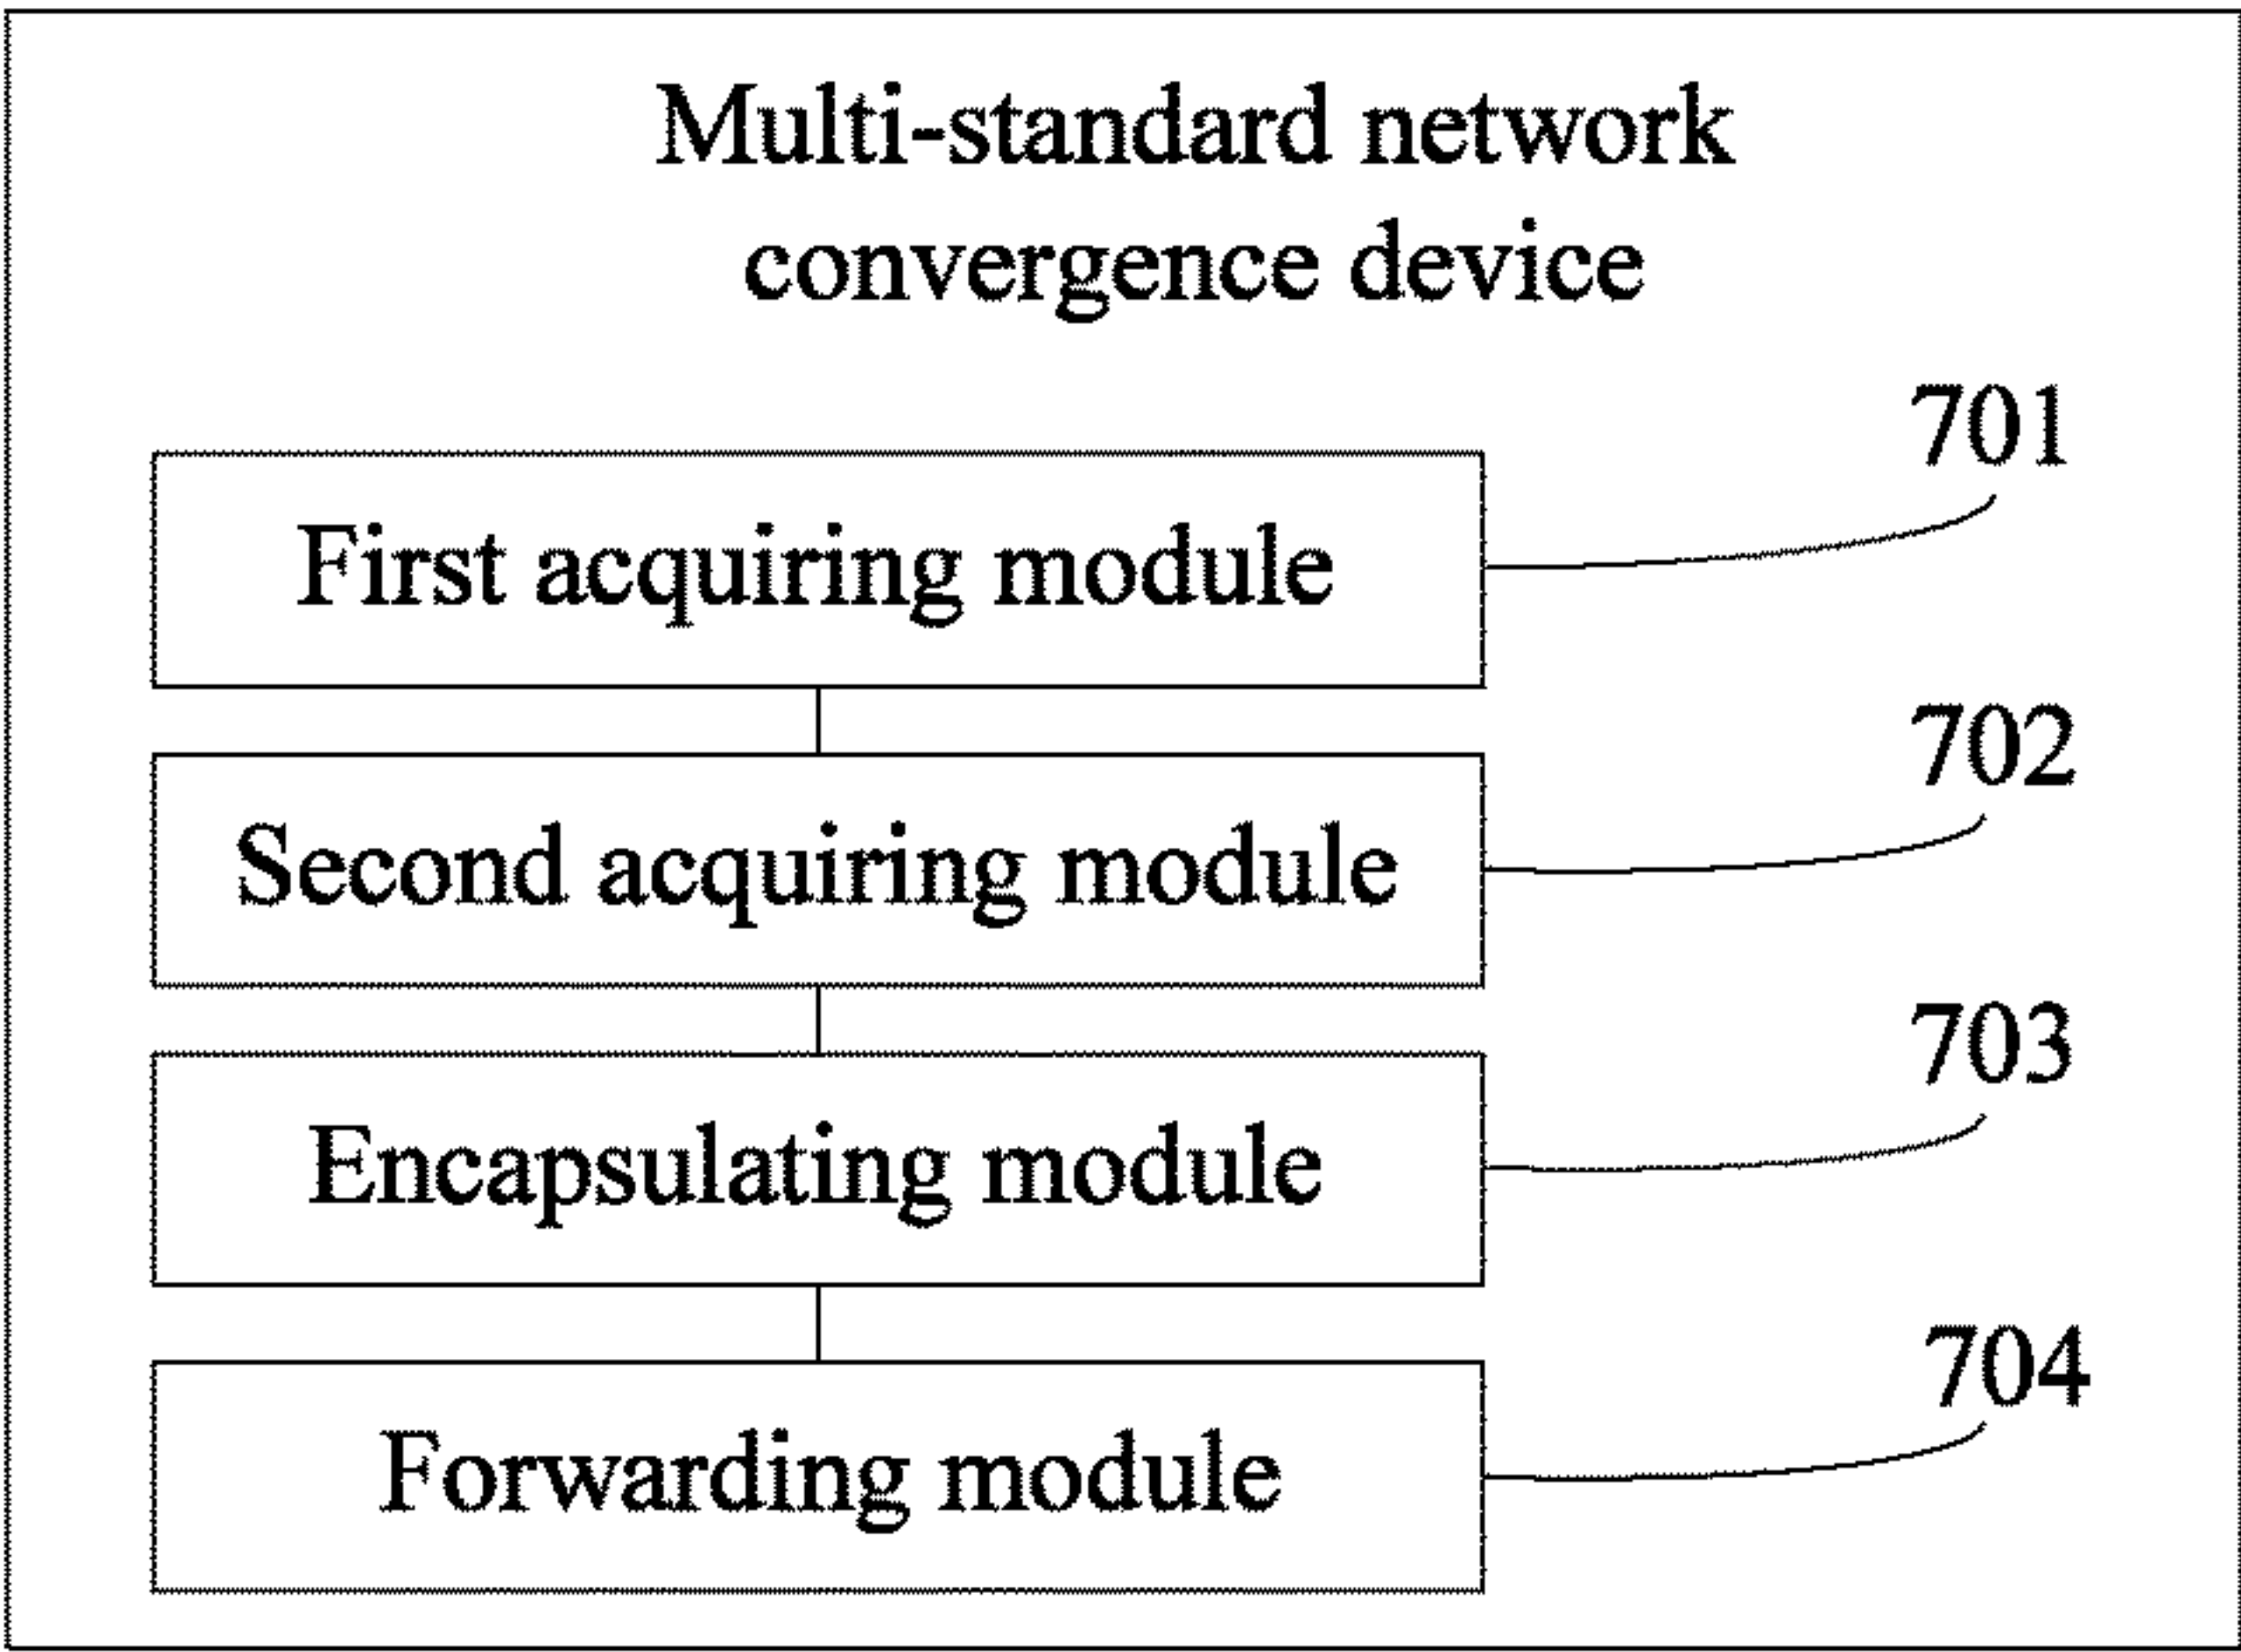 Multi-standard network
convergence device
701
First acquiring module
702
Second acquiring module
703
Encapsulating module
704
Forwarding module